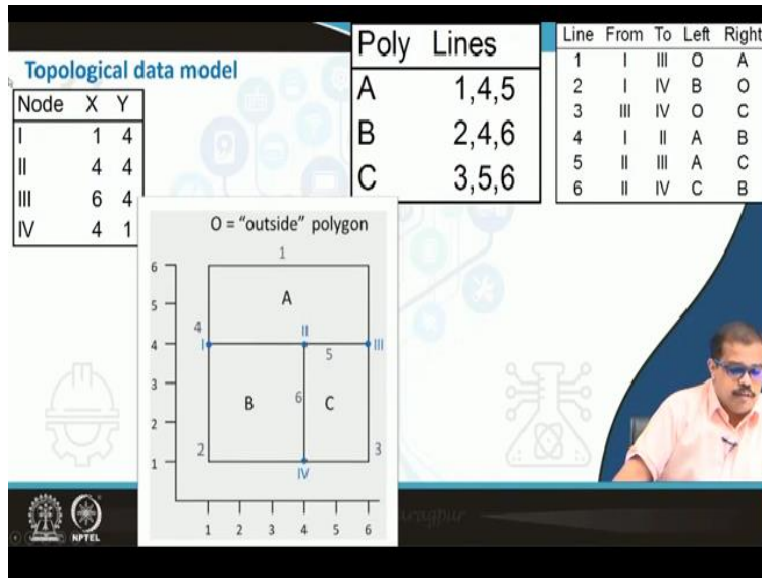 Topological data model
Node X Y
I 1 4
II 4 4
III 6 4
IV 4 1
Poly Lines
A 1,4,5
B 2,4,6
C 3,5,6
Line From To Left Right
1 I III O A
2 I IV B O
3 III IV O C
4 I II A B
5 II III A C
6 II IV C B
O = "outside" polygon
1
6
5
A
4
II
4
I
III
5
3
B
6
C
2
2
3
1
IV
1 2 3 4 5 6
NPTEL